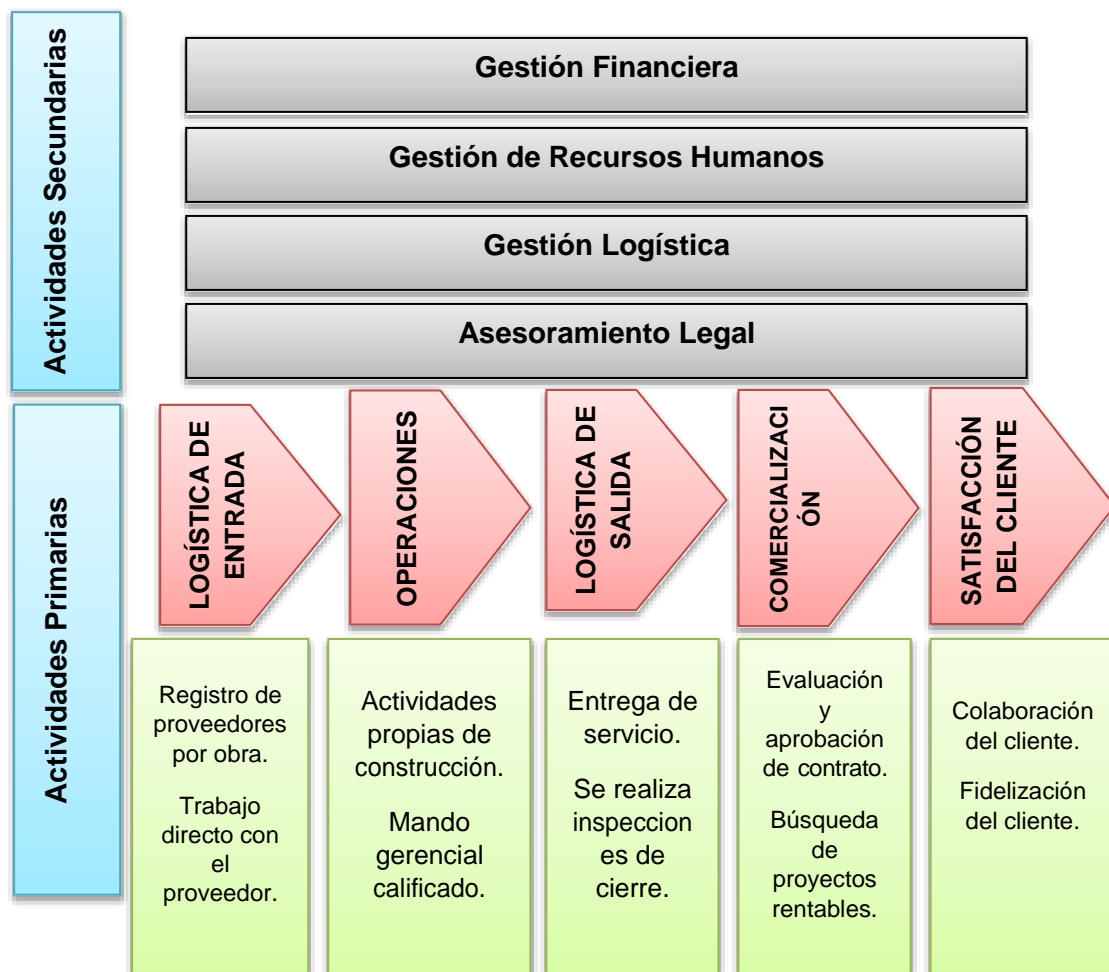 Actividades Secundarias
Gestión Financiera
Gestión de Recursos Humanos
Gestión Logística
Asesoramiento Legal
Actividades Primarias
LOGÍSTICA DE
ENTRADA
OPERACIONES
LOGÍSTICA DE
SALIDA
COMERCIALIZACI
ÓN
SATISFACCIÓN
DEL CLIENTE
Registro de
proveedores
por obra.
Trabajo
directo con
el
proveedor.
Actividades
propias de
construcción.
Mando
gerencial
calificado.
Entrega de
servicio.
Se realiza
inspeccion
es de
cierre.
Evaluación
y
aprobación
de contrato.
Búsqueda
de
proyectos
rentables.
Colaboración
del cliente.
Fidelización
del cliente.